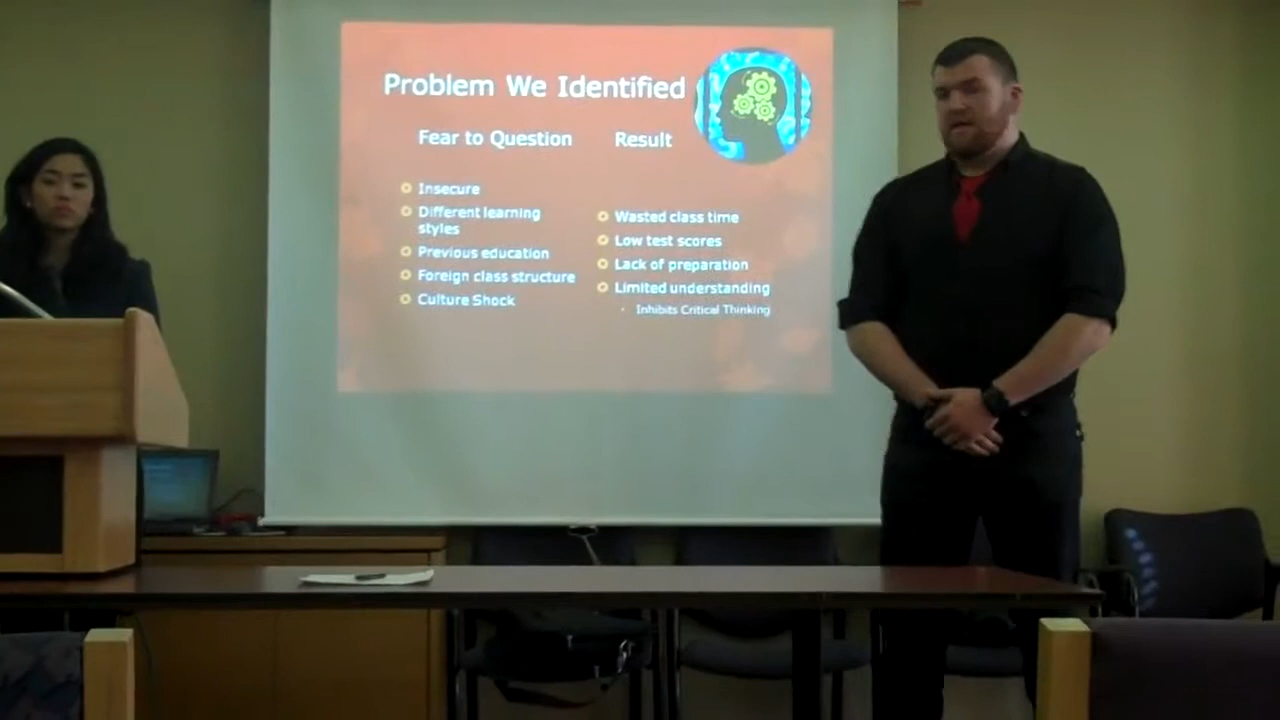 Problem We Identified
Fear to Question
Insecure
Different learning
styles
Previous education
Foreign class structure
Culture Shock
Result
Wasted class time
Low test scores
Lack of preparation
Limited understanding
Inhibits Critical Thinking